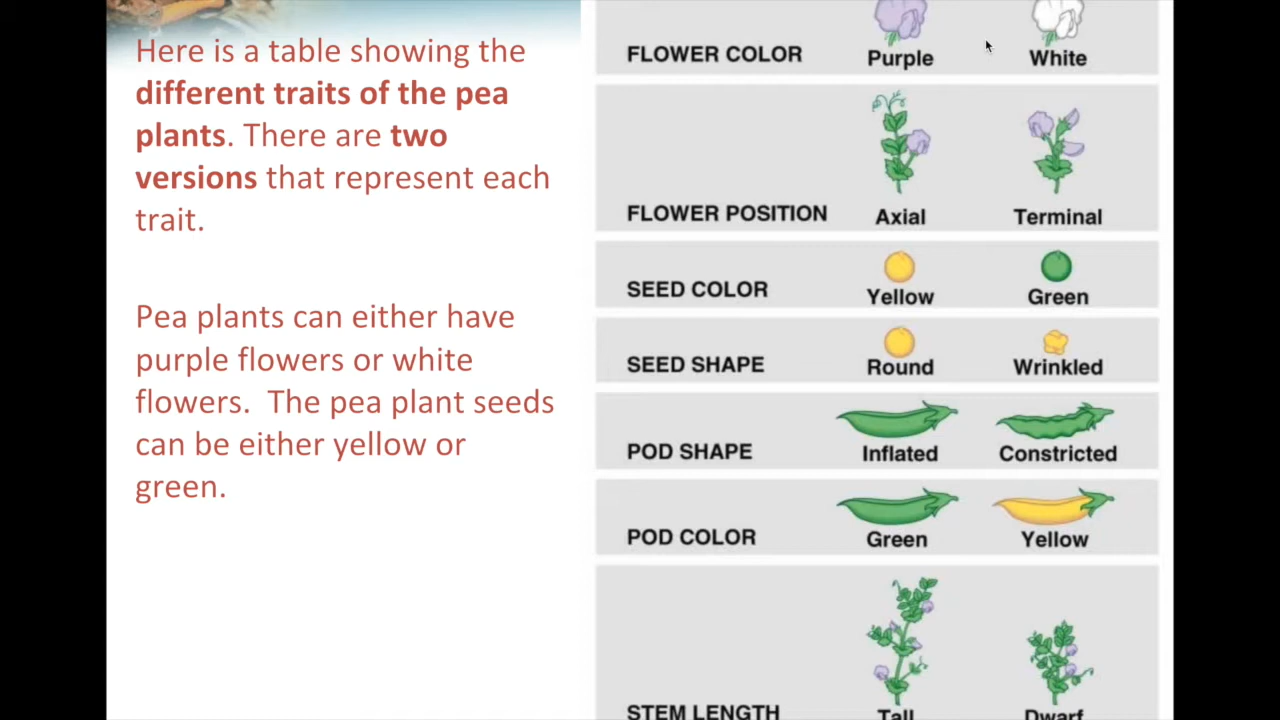 Here is a table showing the
different traits of the pea
plants. There are two
versions that represent each
trait.
Pea plants can either have
purple flowers or white
flowers.  The pea plant seeds
can be either yellow or
green.
FLOWER COLOR Purple White
FLOWER POSITION Axial Terminal
SEED COLOR Yellow Green
SEED SHAPE Round Wrinkled
POD SHAPE Inflated Constricted
POD COLOR Green Yellow
STEM LENGTH Tall Dwarf